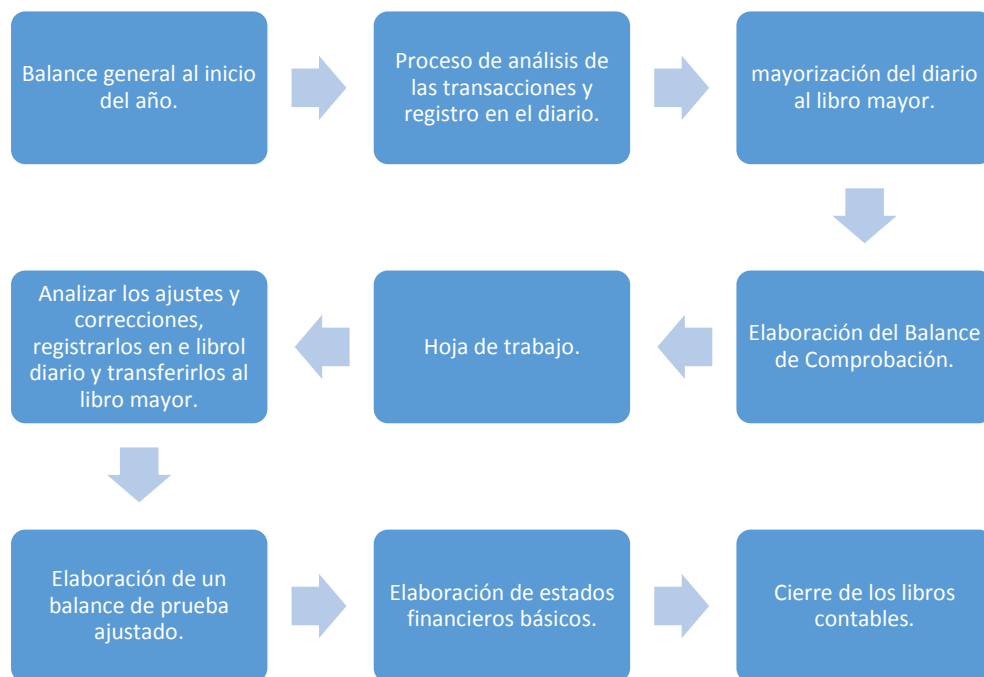 Balance general al inicio
del año.
Proceso de análisis de
las transacciones y
registro en el diario.
mayorización del diario
al libro mayor.
Elaboración del Balance
de Comprobación.
Hoja de trabajo.
Analizar los ajustes y
correcciones,
registrarlos en e librol
diario y transferirlos al
libro mayor.
Elaboración de un
balance de prueba
ajustado.
Elaboración de estados
financieros básicos.
Cierre de los libros
contables.